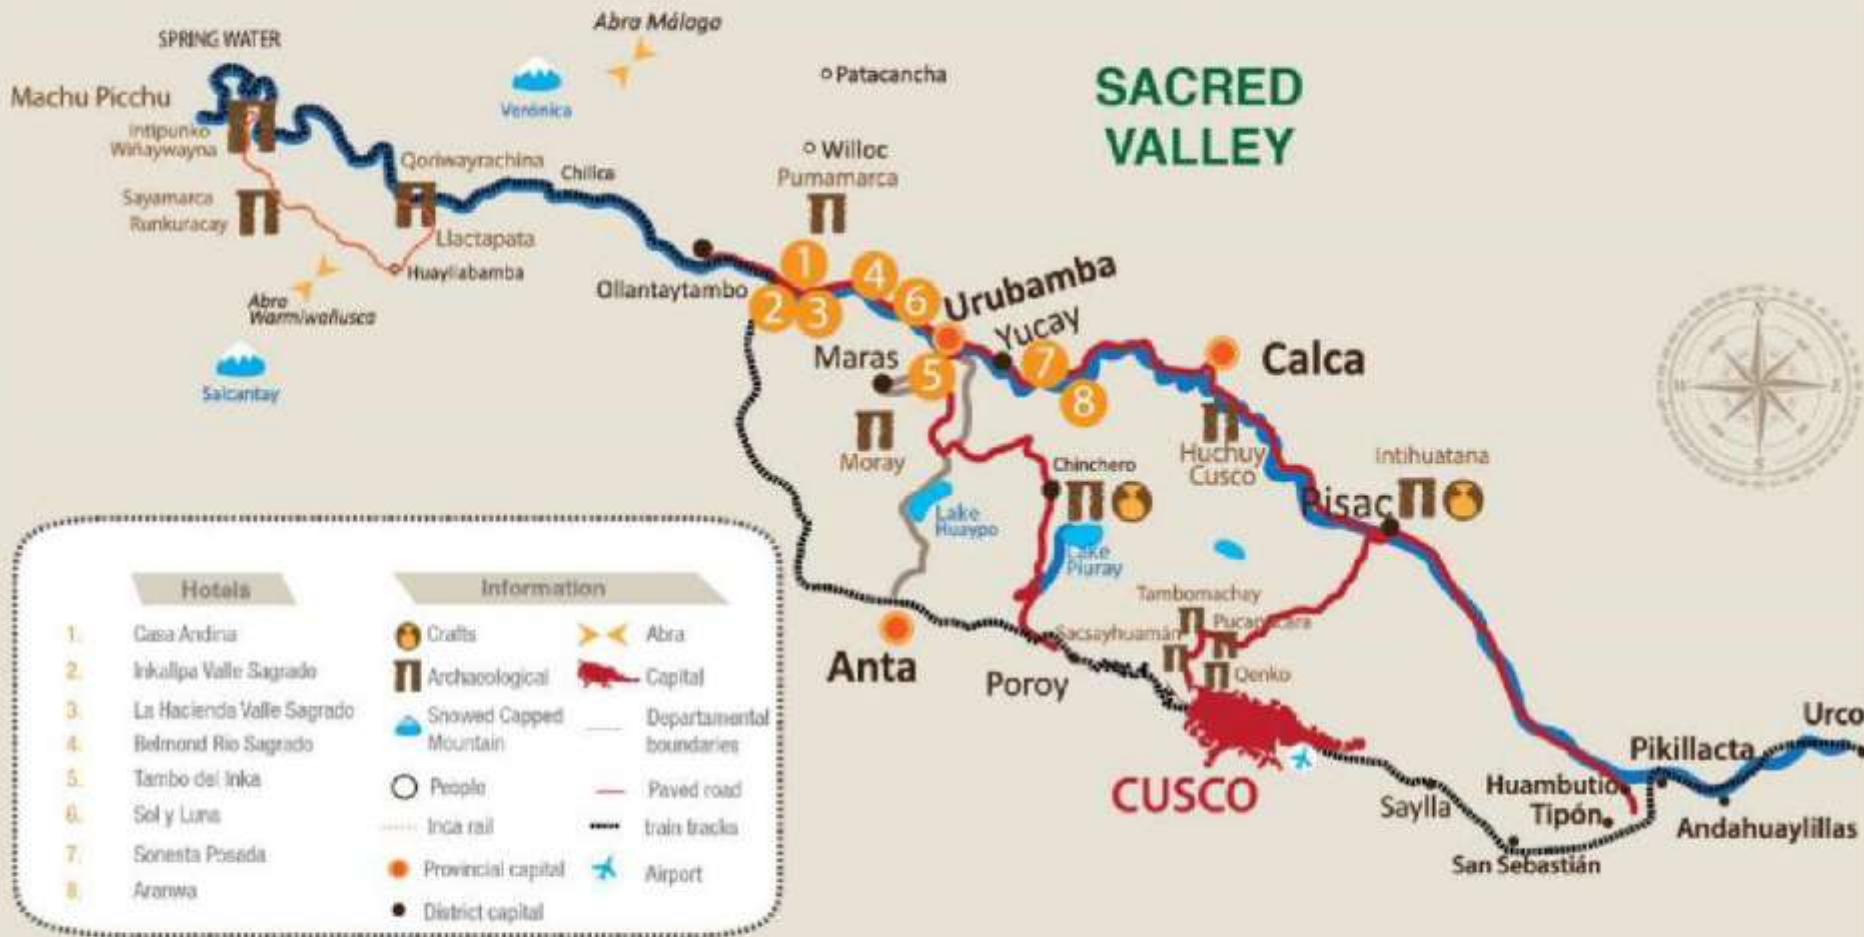 SPRING WATER
Machu Picchu
Intipunko
Wiñaywayna
Sayamarca
Runkuracay
Abra
Warmiwañusca
Salcantay
Verónica
Abra Málaga
Qoriwayrachina
Chillca
Llactapata
Huayllabamba
Patacancha
Willoc
Pumamarca
SACRED
VALLEY
Ollantaytambo
1
2
3
4
6
Urubamba
Yucay
7
8
Maras
5
Moray
Calca
Huchuy
Cusco
Intihuatana
Pisac
Chinchero
Lake
Huaypo
Lake
Piuray
Tambomachay
Pucapucara
Sacsayhuamán
Qenko
Anta
Poroy
CUSCO
Saylla
San Sebastián
Huambutio
Tipón
Pikillacta
Andahuaylillas
Urco
N
S
Hotels
1. Casa Andina
2. Inkallpa Valle Sagrado
3. La Hacienda Valle Sagrado
4. Belmond Rio Sagrado
5. Tambo del Inka
6. Sol y Luna
7. Sonesta Posada
8. Aranwa
Information
Crafts
Archaeological
Snowed Capped
Mountain
People
Inca rail
Provincial capital
District capital
Abra
Capital
Departamental
boundaries
Paved road
train tracks
Airport